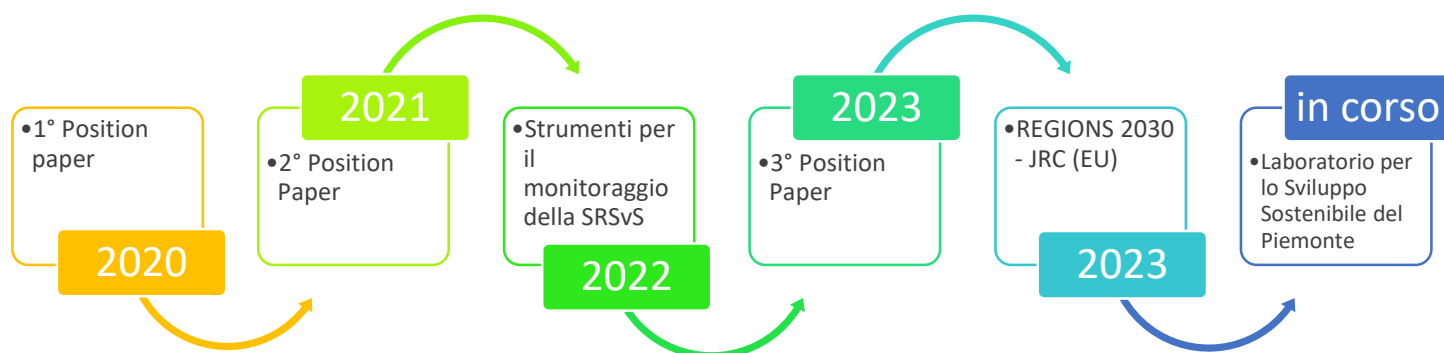 •1° Position
paper
2020
2021
•2° Position
Paper
•Strumenti per
il
monitoraggio
della SRSvS
2022
2023
•3° Position
Paper
•REGIONS 2030
- JRC (EU)
2023
in corso
•Laboratorio per
lo Sviluppo
Sostenibile del
Piemonte